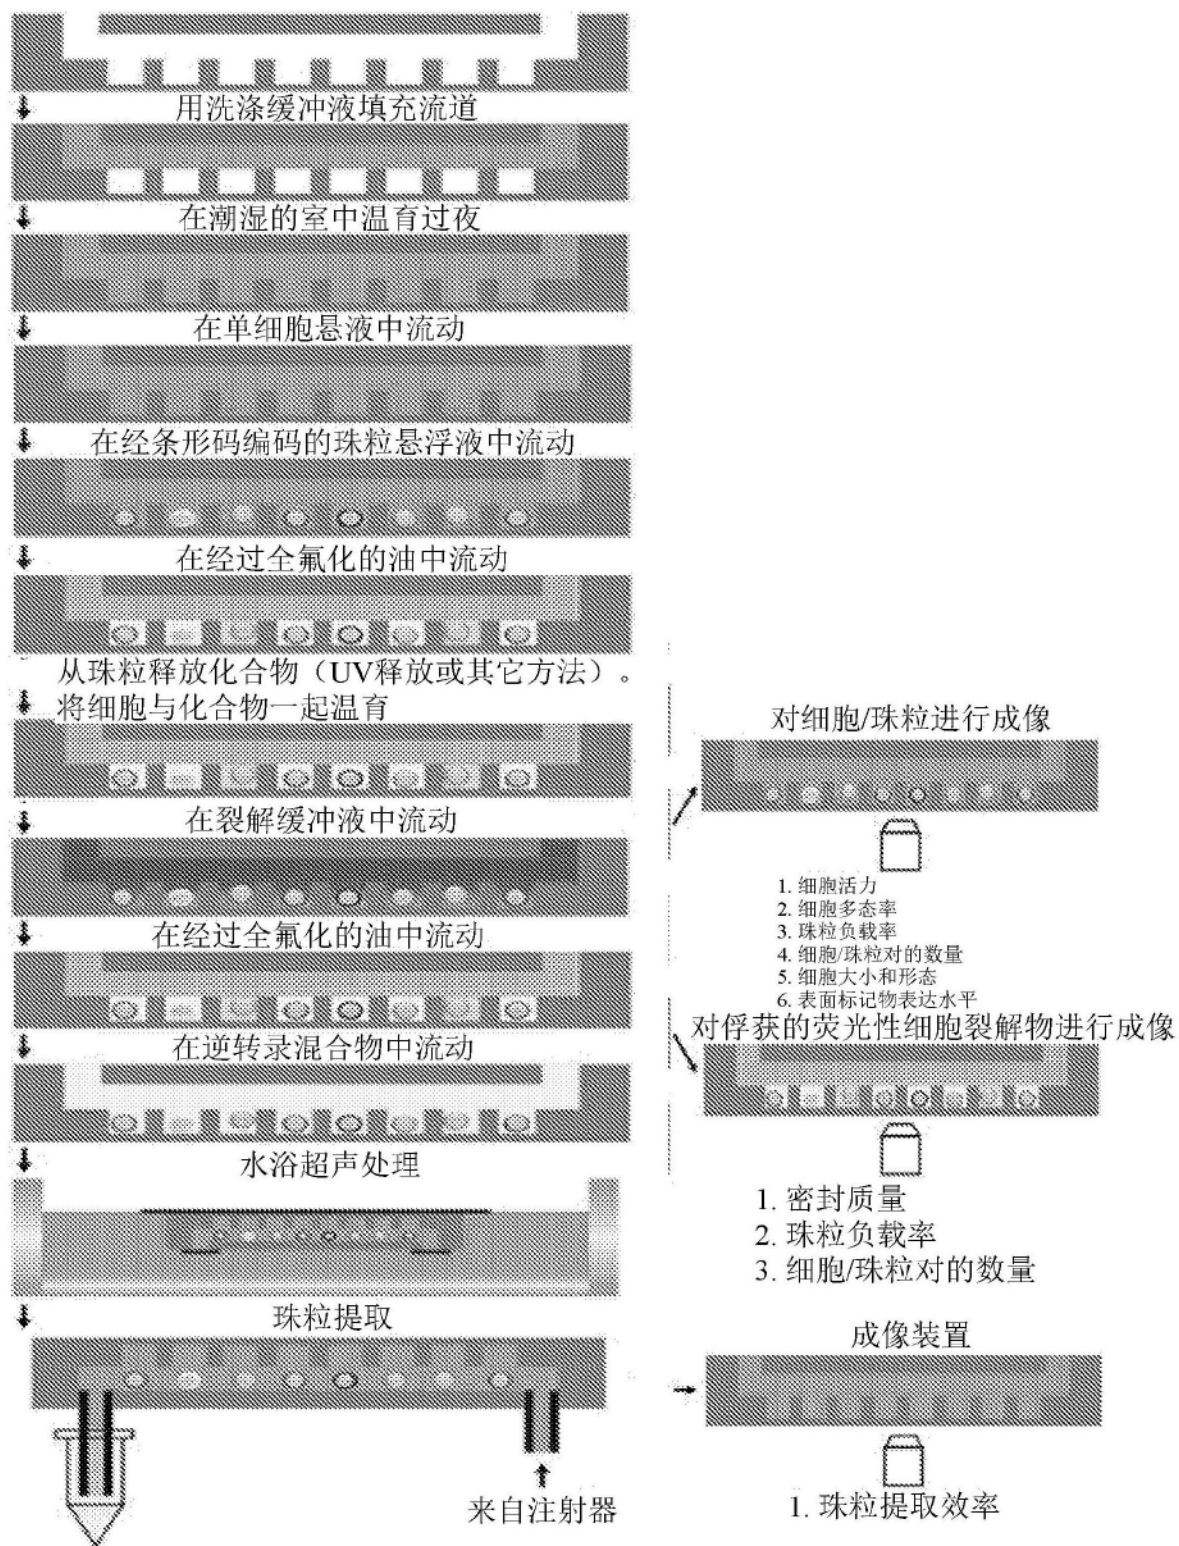 用洗涤缓冲液填充流道
在潮湿的室中温育过夜
在单细胞悬液中流动
在经条形码编码的珠粒悬浮液中流动
在经过全氟化的油中流动
从珠粒释放化合物（UV释放或其它方法）。
将细胞与化合物一起温育
在裂解缓冲液中流动
在经过全氟化的油中流动
在逆转录混合物中流动
水浴超声处理
珠粒提取
来自注射器
对细胞/珠粒进行成像
1. 细胞活力
2. 细胞多态率
3. 珠粒负载率
4. 细胞/珠粒对的数量
5. 细胞大小和形态
6. 表面标记物表达水平
对俘获的荧光性细胞裂解物进行成像
1. 密封质量
2. 珠粒负载率
3. 细胞/珠粒对的数量
成像装置
1. 珠粒提取效率